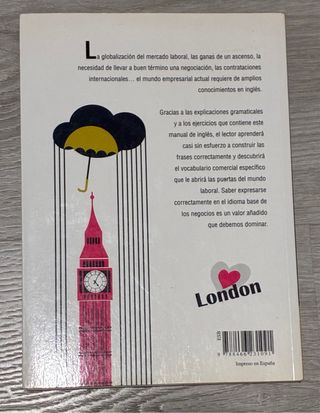 La globalización del mercado laboral, las ganas de un ascenso, la
necesidad de llevar a buen término una negociación, las contrataciones
internacionales... el mundo empresarial actual requiere de amplios
conocimientos en inglés.
Gracias a las explicaciones gramaticales
y a los ejercicios que contiene este
manual de inglés, el lector aprenderá
casi sin esfuerzo a construir las
frases correctamente y descubrirá
el vocabulario comercial específico
que le abrirá las puertas del mundo
laboral. Saber expresarse
correctamente en el idioma base de
los negocios es un valor añadido
que debemos dominar.
London
ISBN
9 788466 231091
Impreso en España